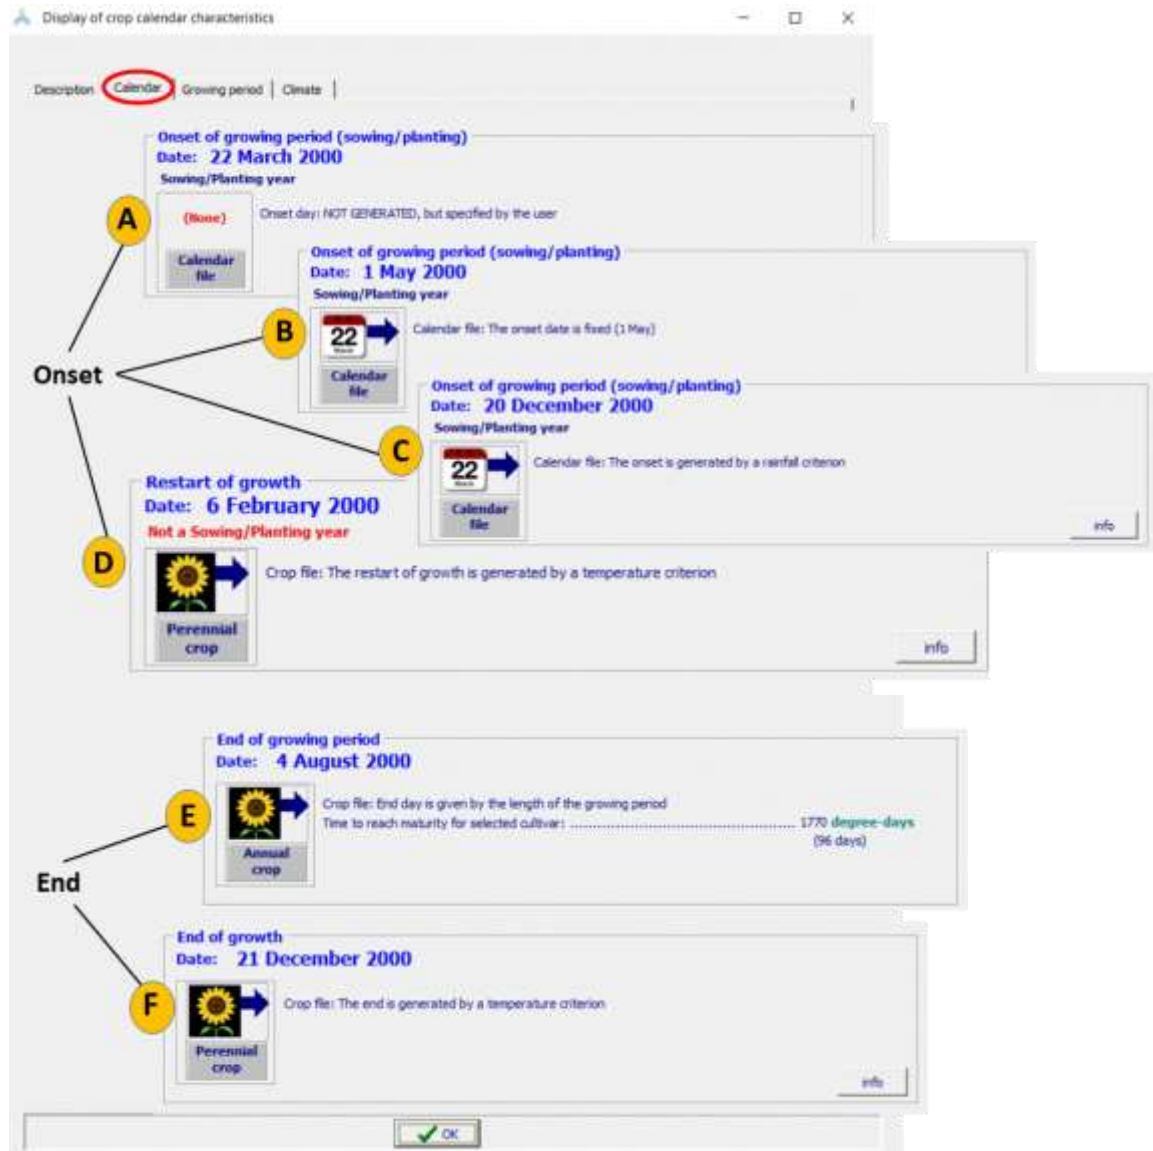 Display of crop calendar characteristics
Description Calendar Growing period Climate
Onset of growing period (sowing/planting)
Date: 22 March 2000
Sowing/Planting year
A
(None)
Onset day: NOT GENERATED, but specified by the user
Calendar
file
Onset of growing period (sowing/planting)
Date: 1 May 2000
Sowing/Planting year
B
22
March
Calendar file: The onset date is fixed (1 May)
Calendar
file
Onset
Onset of growing period (sowing/planting)
Date: 20 December 2000
Sowing/Planting year
C
22
March
Calendar file: The onset is generated by a rainfall criterion
Calendar
file
info
Restart of growth
Date: 6 February 2000
Not a Sowing/Planting year
D
Crop file: The restart of growth is generated by a temperature criterion
Perennial
crop
info
End of growing period
Date: 4 August 2000
E
Crop file: End day is given by the length of the growing period
Time to reach maturity for selected cultivar: ........................................................ 1770 degree-days
(96 days)
Annual
crop
End
End of growth
Date: 21 December 2000
F
Crop file: The end is generated by a temperature criterion
Perennial
crop
info
OK